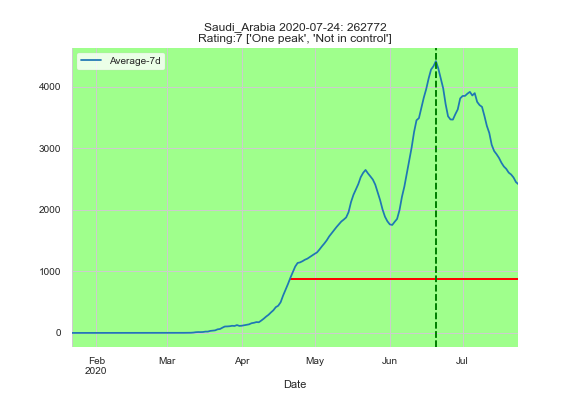 Saudi_Arabia 2020-07-24: 262772
Rating:7 ['One peak', 'Not in control']
Average-7d
4000
3000
2000
1000
0
Feb Mar Apr May Jun Jul
2020
Date